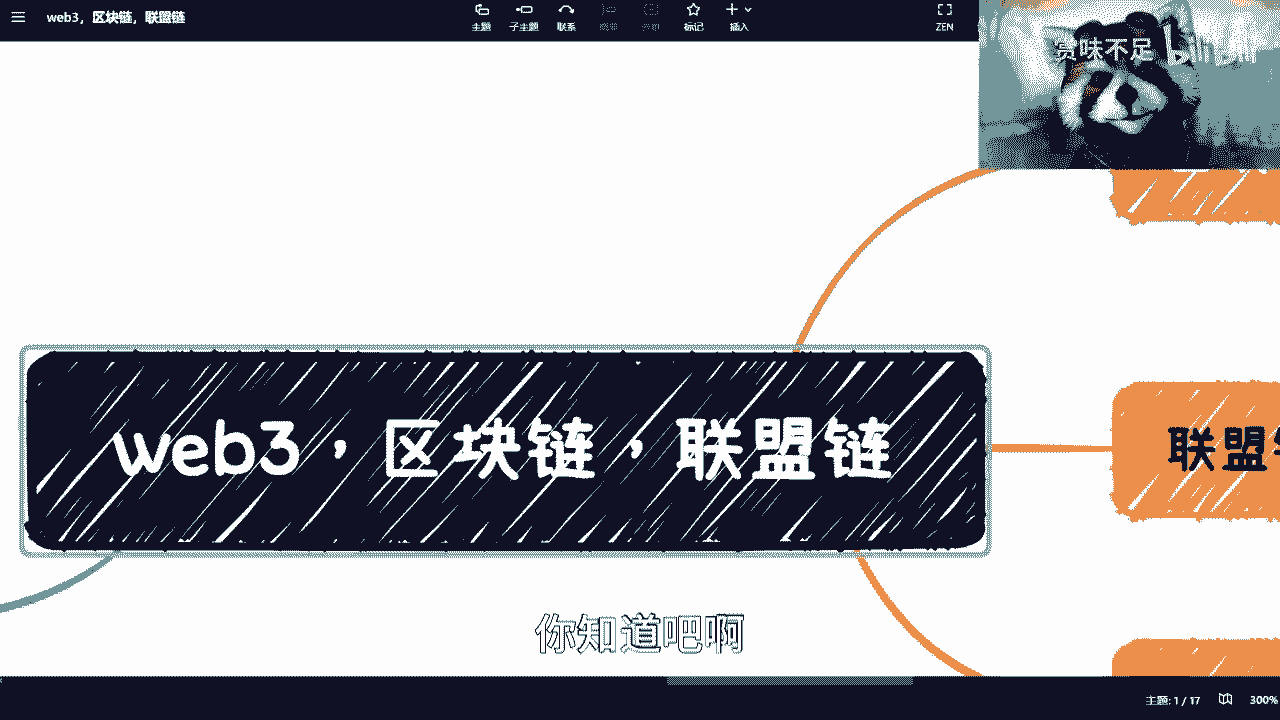 web3，区块链，联盟链
主题 子主题 联系 概要 外框 标记 插入 ZEN
赏味不足 bilibili
web3，区块链，联盟链
联盟
你知道吧啊
主题: 1 / 17 300%